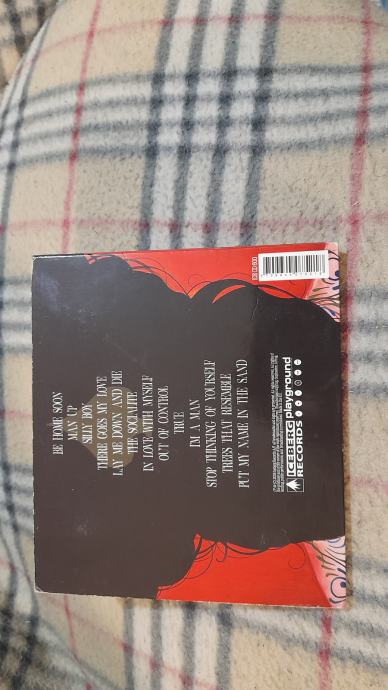 BE HOME SOON
MAN UP
SILLY BOY
THERE GOES MY LOVE
LAY ME DOWN AND DIE
THE SOCIALITE
IN LOVE WITH MYSELF
OUT OF CONTROL
TRUE
I'M A MAN
STOP THINKING OF YOURSELF
TREES THAT RESEMBLE
PUT MY NAME IN THE SAND
ICEBERG playground
RECORDS